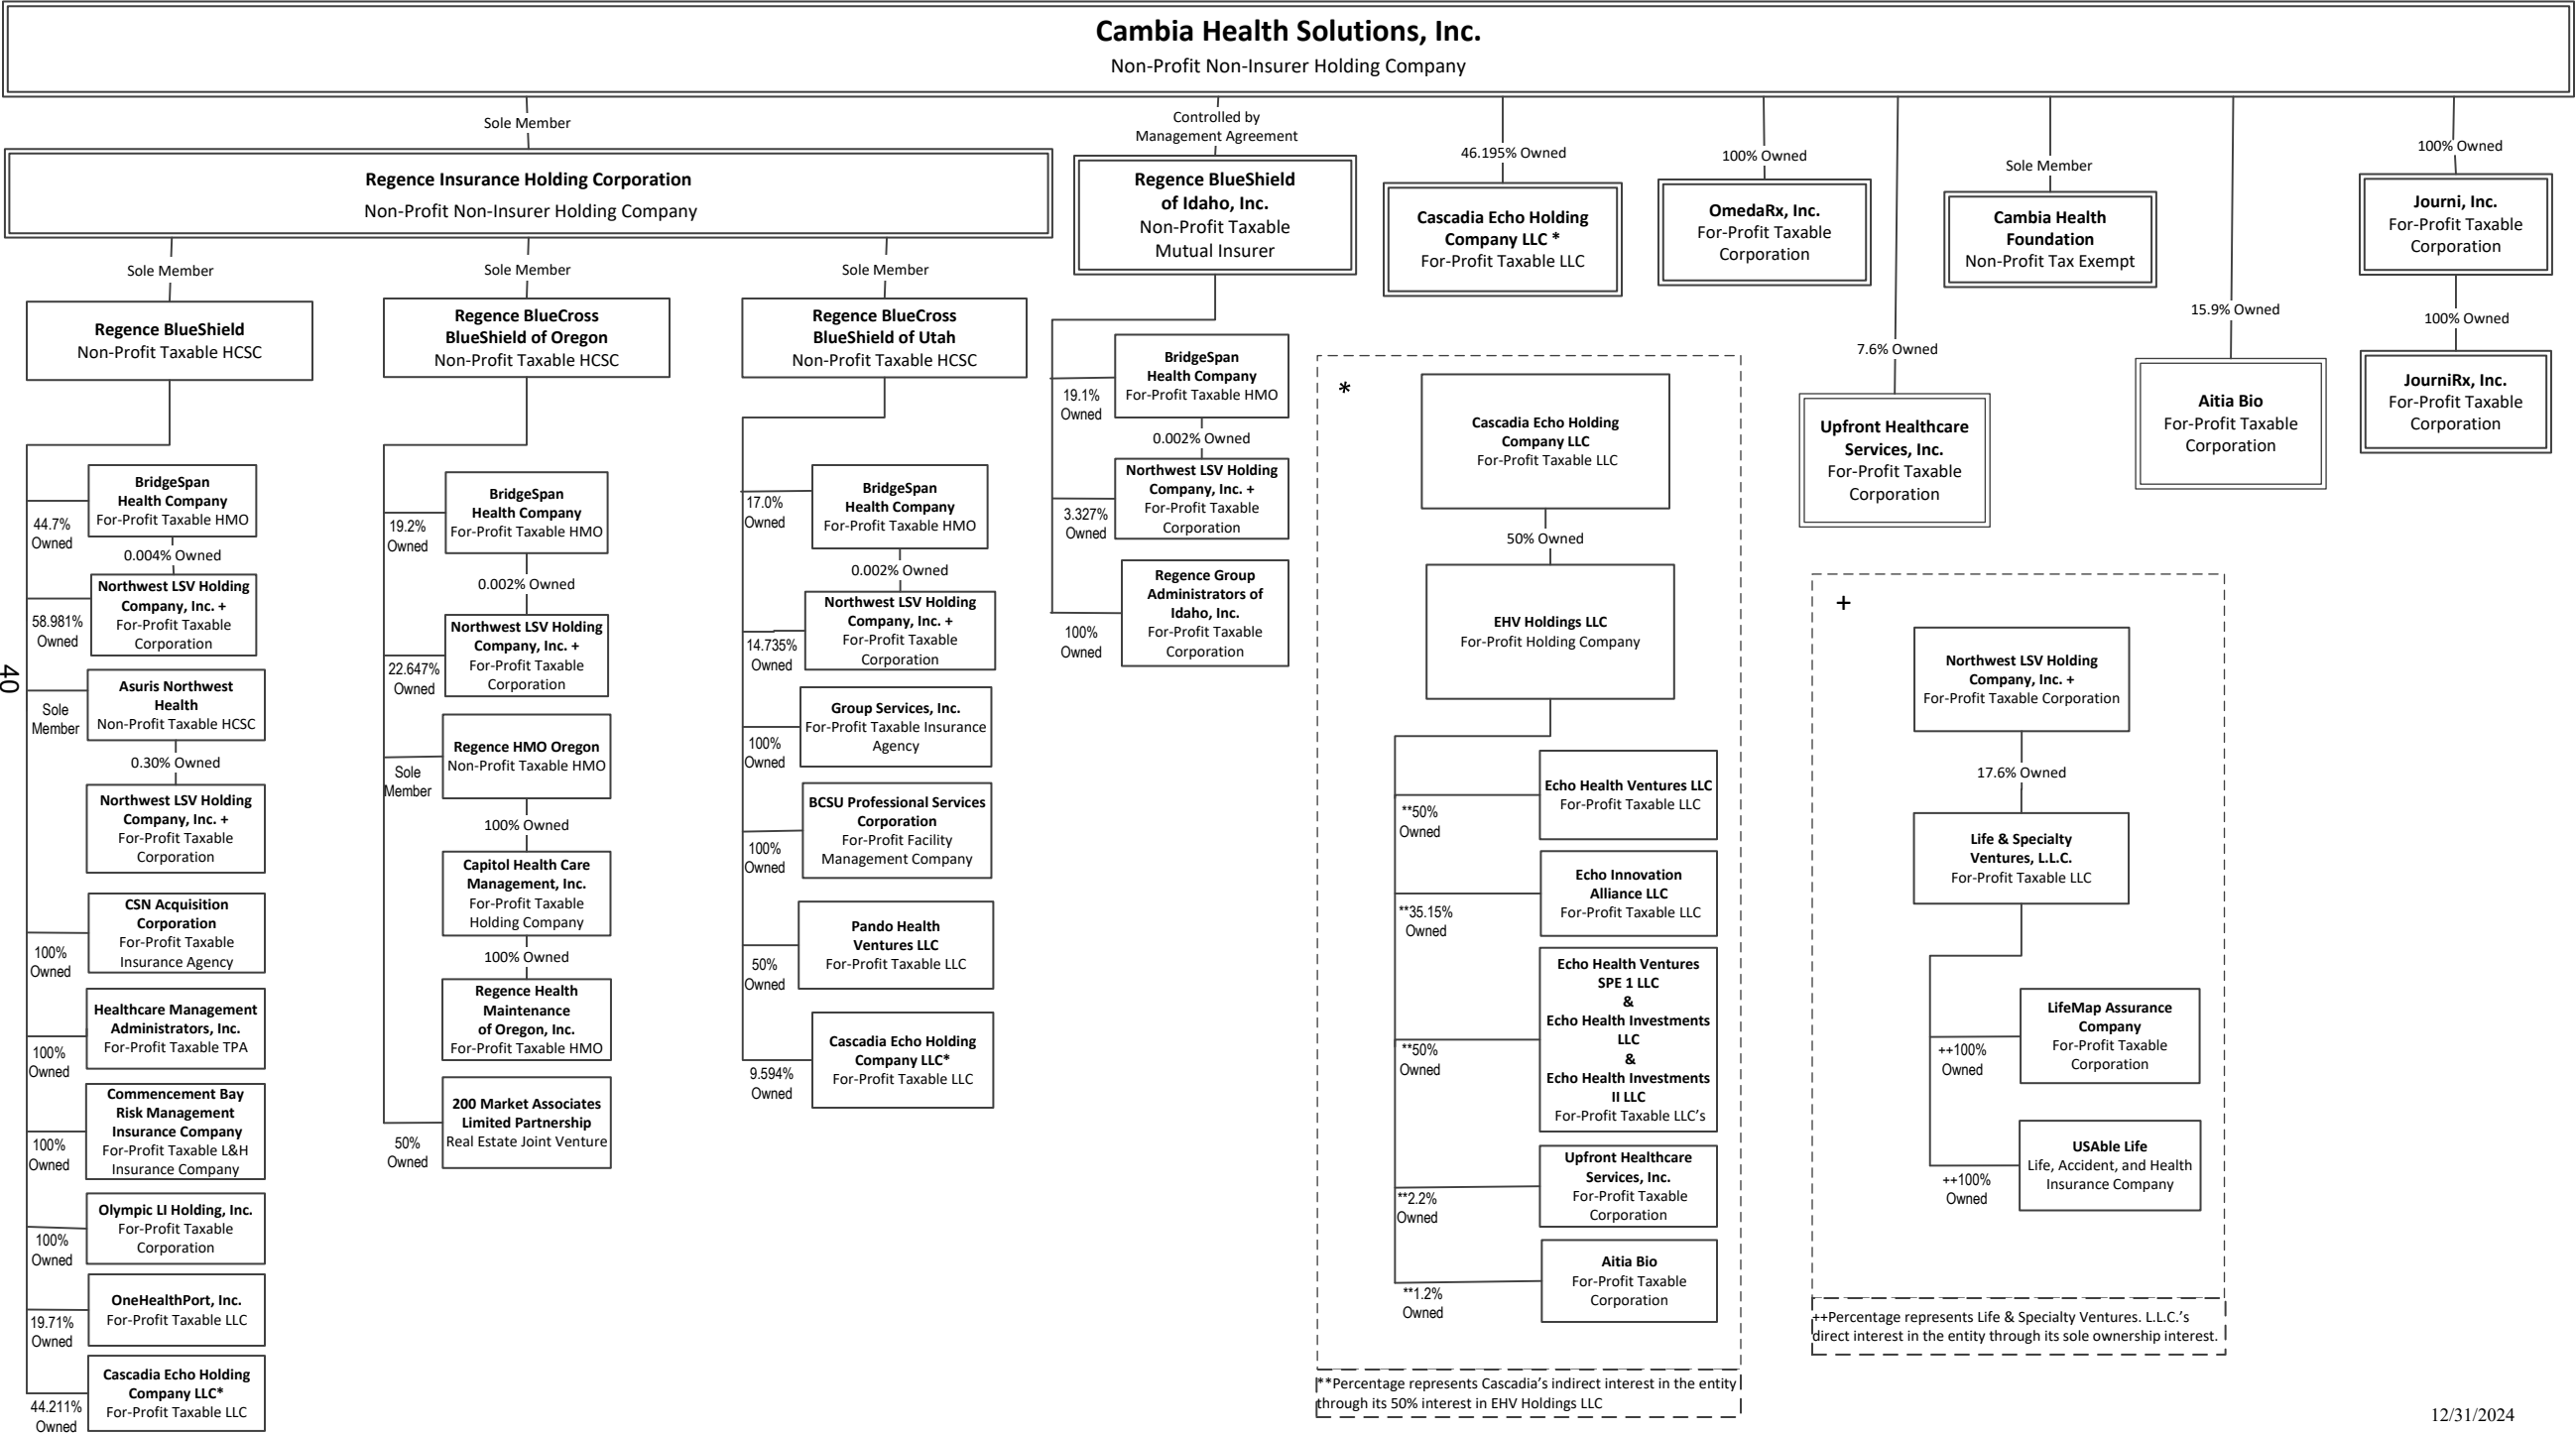 Cambia Health Solutions, Inc.
Non-Profit Non-Insurer Holding Company
Sole Member
Regence Insurance Holding Corporation
Non-Profit Non-Insurer Holding Company
Controlled by
Management Agreement
Regence BlueShield
of Idaho, Inc.
Non-Profit Taxable
Mutual Insurer
46.195% Owned
Cascadia Echo Holding
Company LLC *
For-Profit Taxable LLC
100% Owned
OmedaRx, Inc.
For-Profit Taxable
Corporation
7.6% Owned
Upfront Healthcare
Services, Inc.
For-Profit Taxable
Corporation
Sole Member
Cambia Health
Foundation
Non-Profit Tax Exempt
15.9% Owned
Aitia Bio
For-Profit Taxable
Corporation
100% Owned
Journi, Inc.
For-Profit Taxable
Corporation
100% Owned
JourniRx, Inc.
For-Profit Taxable
Corporation
Sole Member
Regence BlueShield
Non-Profit Taxable HCSC
44.7%
Owned
BridgeSpan
Health Company
For-Profit Taxable HMO
0.004% Owned
58.981%
Owned
Northwest LSV Holding
Company, Inc. +
For-Profit Taxable
Corporation
Sole
Member
Asuris Northwest
Health
Non-Profit Taxable HCSC
0.30% Owned
Northwest LSV Holding
Company, Inc. +
For-Profit Taxable
Corporation
100%
Owned
CSN Acquisition
Corporation
For-Profit Taxable
Insurance Agency
100%
Owned
Healthcare Management
Administrators, Inc.
For-Profit Taxable TPA
100%
Owned
Commencement Bay
Risk Management
Insurance Company
For-Profit Taxable L&H
Insurance Company
100%
Owned
Olympic LI Holding, Inc.
For-Profit Taxable
Corporation
19.71%
Owned
OneHealthPort, Inc.
For-Profit Taxable LLC
44.211%
Owned
Cascadia Echo Holding
Company LLC*
For-Profit Taxable LLC
40
Sole Member
Regence BlueCross
BlueShield of Oregon
Non-Profit Taxable HCSC
19.2%
Owned
BridgeSpan
Health Company
For-Profit Taxable HMO
0.002% Owned
22.647%
Owned
Northwest LSV Holding
Company, Inc. +
For-Profit Taxable
Corporation
Sole
Member
Regence HMO Oregon
Non-Profit Taxable HMO
100% Owned
Capitol Health Care
Management, Inc.
For-Profit Taxable
Holding Company
100% Owned
Regence Health
Maintenance
of Oregon, Inc.
For-Profit Taxable HMO
50%
Owned
200 Market Associates
Limited Partnership
Real Estate Joint Venture
Sole Member
Regence BlueCross
BlueShield of Utah
Non-Profit Taxable HCSC
17.0%
Owned
BridgeSpan
Health Company
For-Profit Taxable HMO
0.002% Owned
14.735%
Owned
Northwest LSV Holding
Company, Inc. +
For-Profit Taxable
Corporation
100%
Owned
Group Services, Inc.
For-Profit Taxable Insurance
Agency
100%
Owned
BCSU Professional Services
Corporation
For-Profit Facility
Management Company
50%
Owned
Pando Health
Ventures LLC
For-Profit Taxable LLC
9.594%
Owned
Cascadia Echo Holding
Company LLC*
For-Profit Taxable LLC
19.1%
Owned
BridgeSpan
Health Company
For-Profit Taxable HMO
0.002% Owned
3.327%
Owned
Northwest LSV Holding
Company, Inc. +
For-Profit Taxable
Corporation
100%
Owned
Regence Group
Administrators of
Idaho, Inc.
For-Profit Taxable
Corporation
*
Cascadia Echo Holding
Company LLC
For-Profit Taxable LLC
50% Owned
EHV Holdings LLC
For-Profit Holding Company
**50%
Owned
Echo Health Ventures LLC
For-Profit Taxable LLC
**35.15%
Owned
Echo Innovation
Alliance LLC
For-Profit Taxable LLC
**50%
Owned
Echo Health Ventures
SPE 1 LLC
&
Echo Health Investments
LLC
&
Echo Health Investments
II LLC
For-Profit Taxable LLC’s
**2.2%
Owned
Upfront Healthcare
Services, Inc.
For-Profit Taxable
Corporation
**1.2%
Owned
Aitia Bio
For-Profit Taxable
Corporation
**Percentage represents Cascadia’s indirect interest in the entity
through its 50% interest in EHV Holdings LLC
+
Northwest LSV Holding
Company, Inc. +
For-Profit Taxable Corporation
17.6% Owned
Life & Specialty
Ventures, L.L.C.
For-Profit Taxable LLC
++100%
Owned
LifeMap Assurance
Company
For-Profit Taxable
Corporation
++100%
Owned
USAble Life
Life, Accident, and Health
Insurance Company
++Percentage represents Life & Specialty Ventures. L.L.C.’s
direct interest in the entity through its sole ownership interest.
12/31/2024